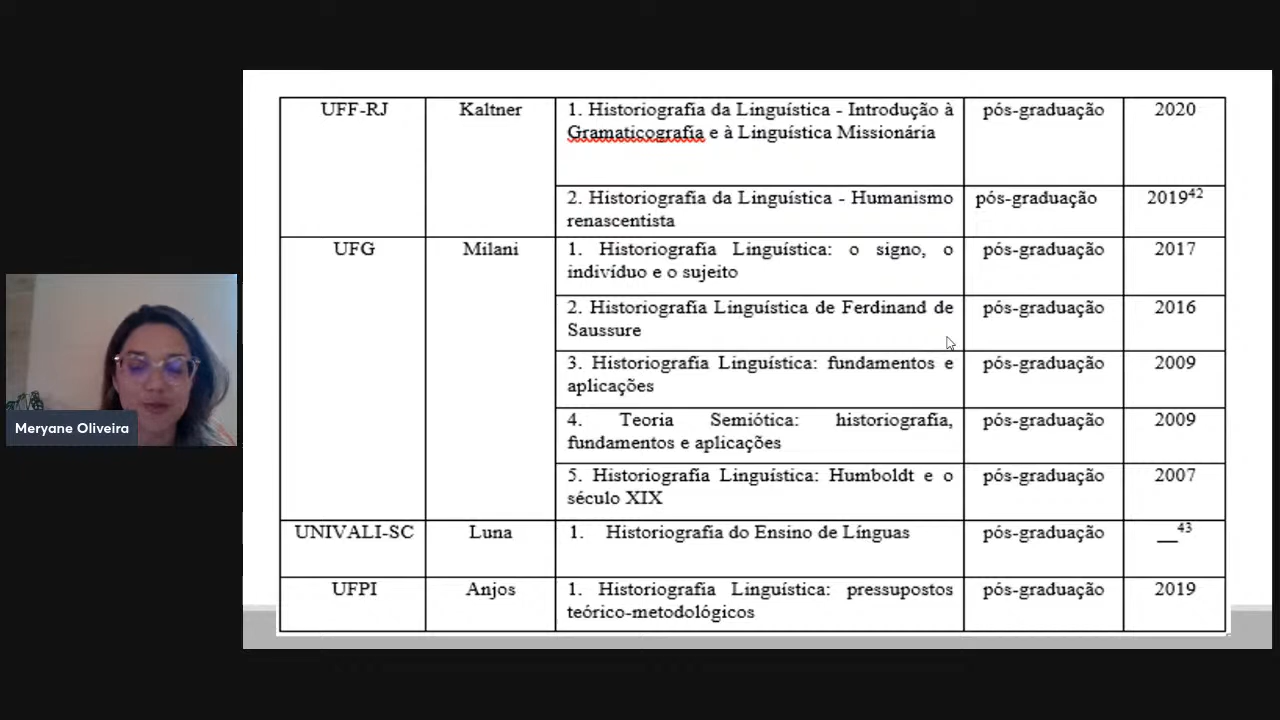 UFF-RJ
Kaltner
1. Historiografia da Linguística - Introdução à
Gramaticografia e à Linguística Missionária
pós-graduação
2020
2. Historiografia da Linguística - Humanismo
renascentista
pós-graduação
2019⁴²
UFG
Milani
1. Historiografia Linguística: o signo, o
indivíduo e o sujeito
pós-graduação
2017
2. Historiografia Linguística de Ferdinand de
Saussure
pós-graduação
2016
3. Historiografia Linguística: fundamentos e
aplicações
pós-graduação
2009
4. Teoria Semiótica: historiografia,
fundamentos e aplicações
pós-graduação
2009
5. Historiografia Linguística: Humboldt e o
século XIX
pós-graduação
2007
UNIVALI-SC
Luna
1. Historiografia do Ensino de Línguas
pós-graduação
__⁴³
UFPI
Anjos
1. Historiografia Linguística: pressupostos
teórico-metodológicos
pós-graduação
2019
Meryane Oliveira